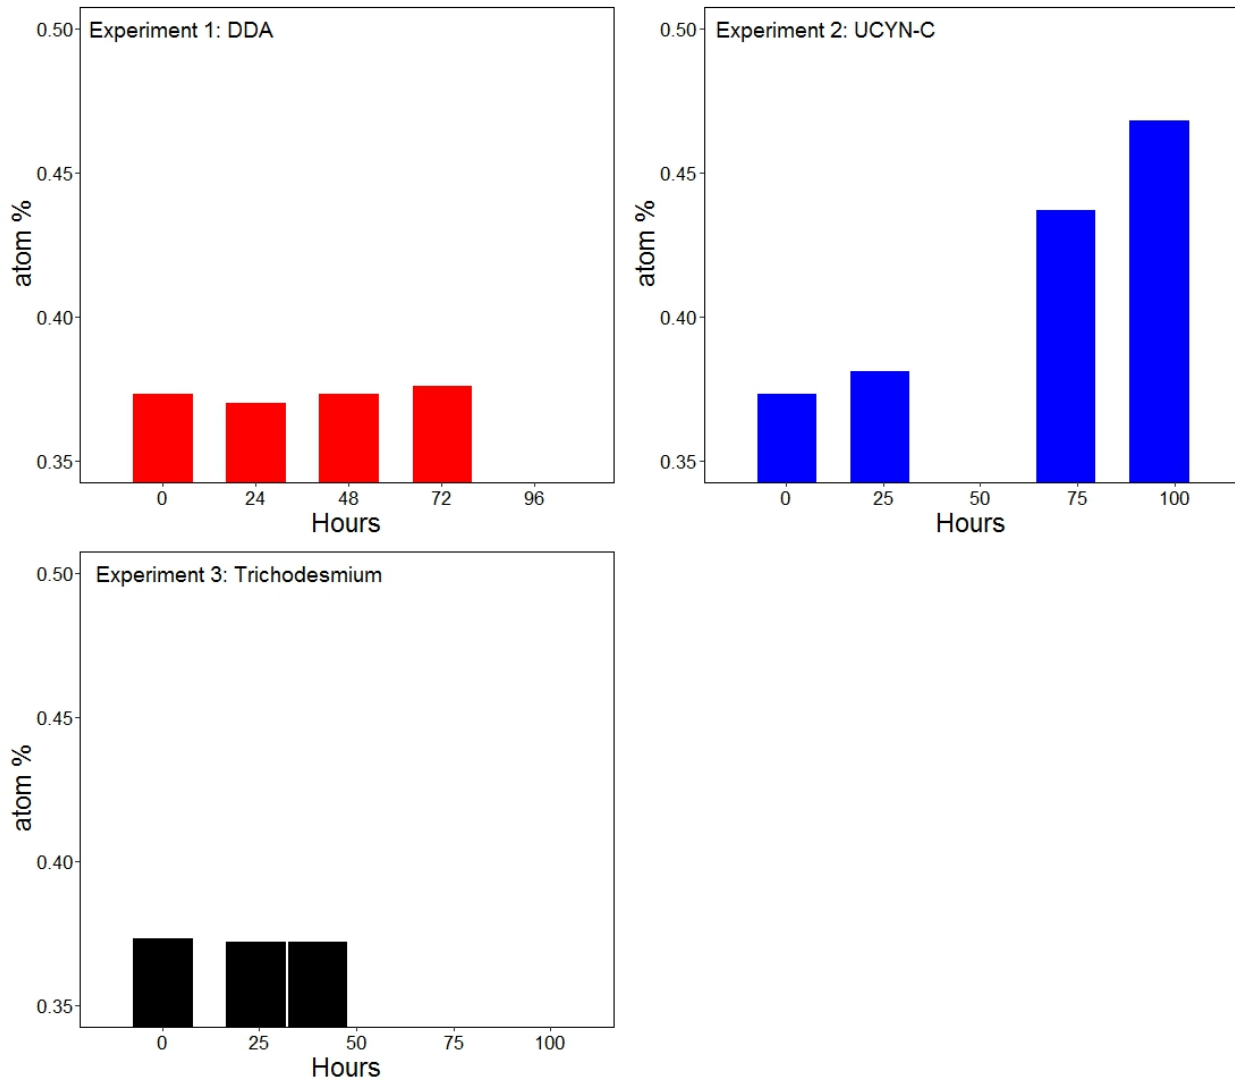 Experiment 1: DDA
0.50
0.45
0.40
0.35
atom %
0 24 48 72 96
Hours
Experiment 2: UCYN-C
0.50
0.45
0.40
0.35
atom %
0 25 50 75 100
Hours
Experiment 3: Trichodesmium
0.50
0.45
0.40
0.35
atom %
0 25 50 75 100
Hours